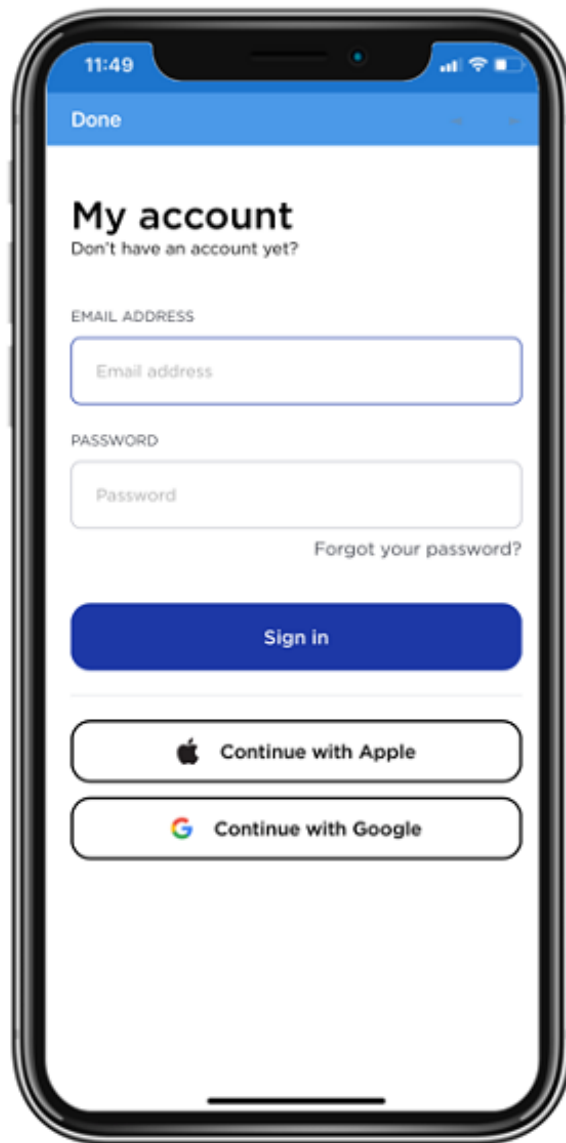 11:49
Done
My account
Don't have an account yet?
EMAIL ADDRESS
Email address
PASSWORD
Password
Forgot your password?
Sign in
Continue with Apple
Continue with Google